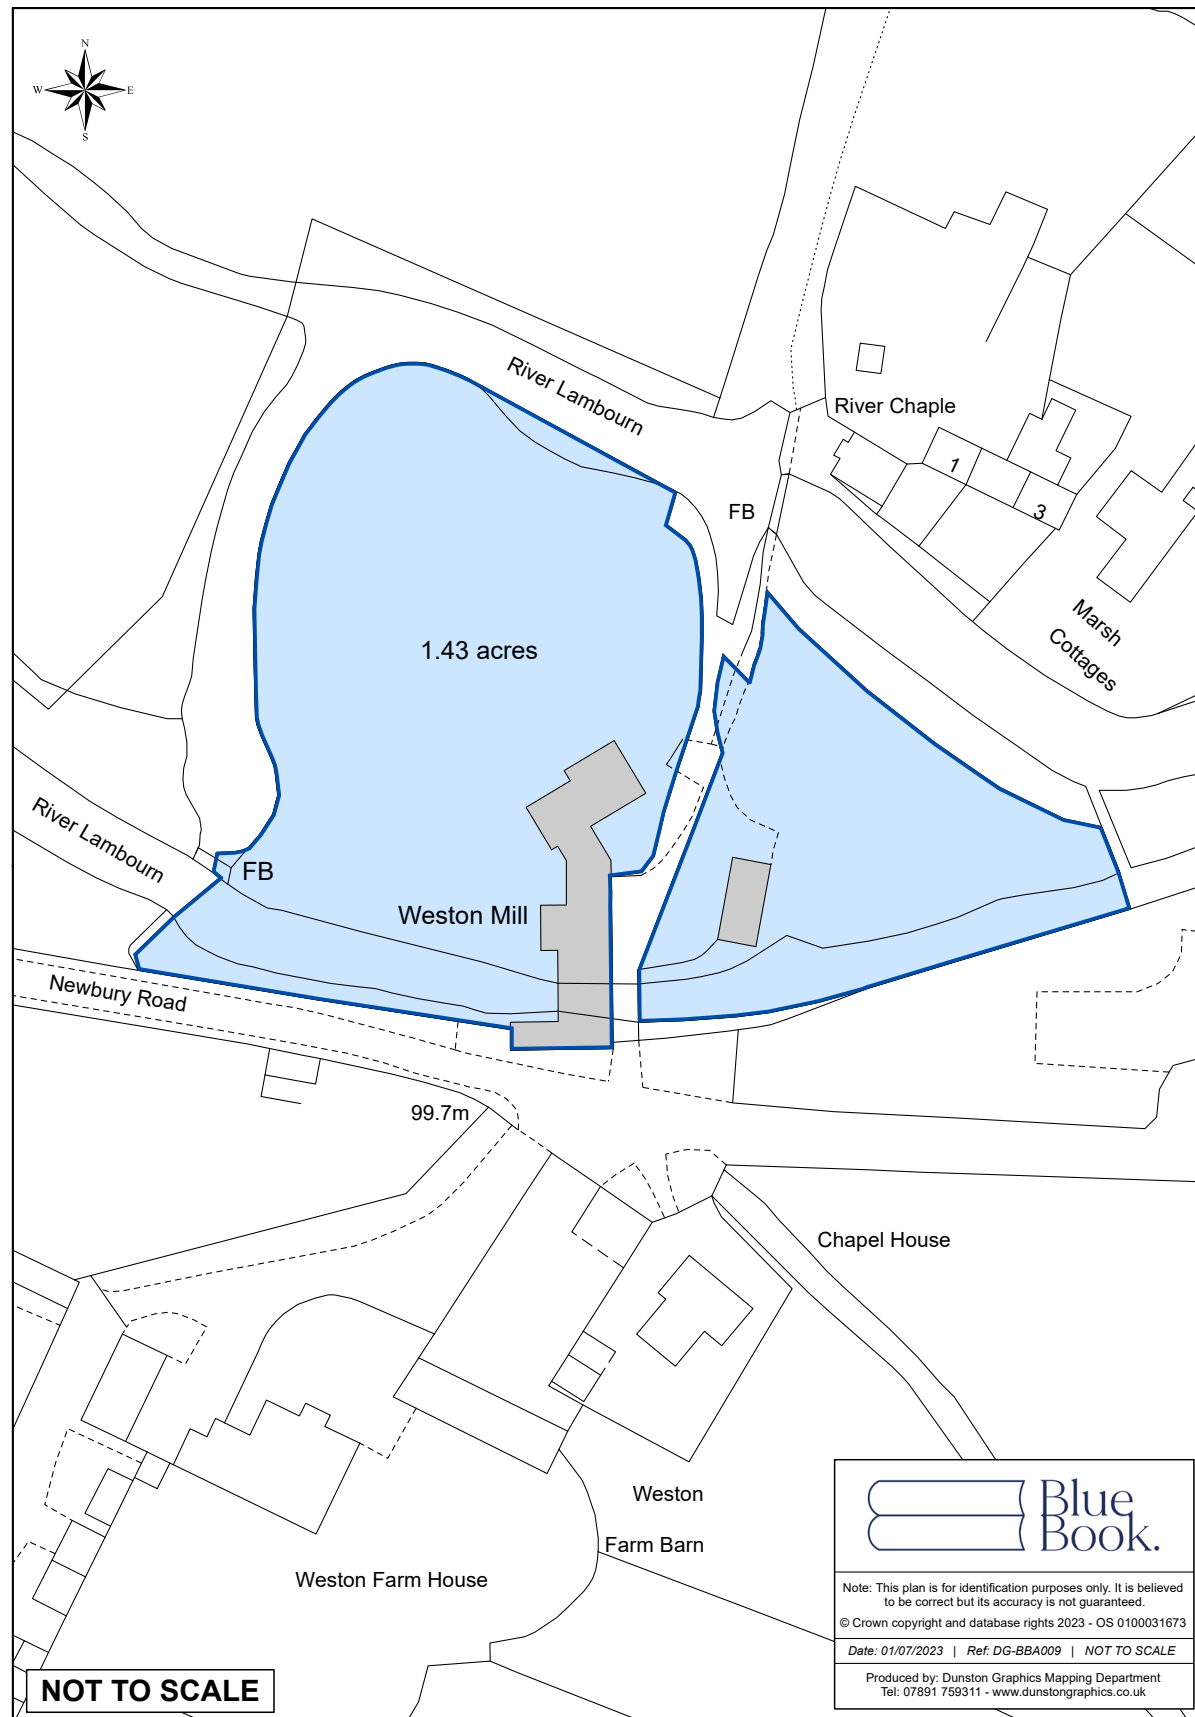 N
W E
S
River Lambourn
River Chaple
1
3
FB
Marsh
Cottages
1.43 acres
River Lambourn
FB
Weston Mill
Newbury Road
99.7m
Chapel House
Weston
Farm Barn
Weston Farm House
Blue
Book.
Note: This plan is for identification purposes only. It is believed
to be correct but its accuracy is not guaranteed.
© Crown copyright and database rights 2023 - OS 0100031673
Date: 01/07/2023 | Ref: DG-BBA009 | NOT TO SCALE
Produced by: Dunston Graphics Mapping Department
Tel: 07891 759311 - www.dunstongraphics.co.uk
NOT TO SCALE